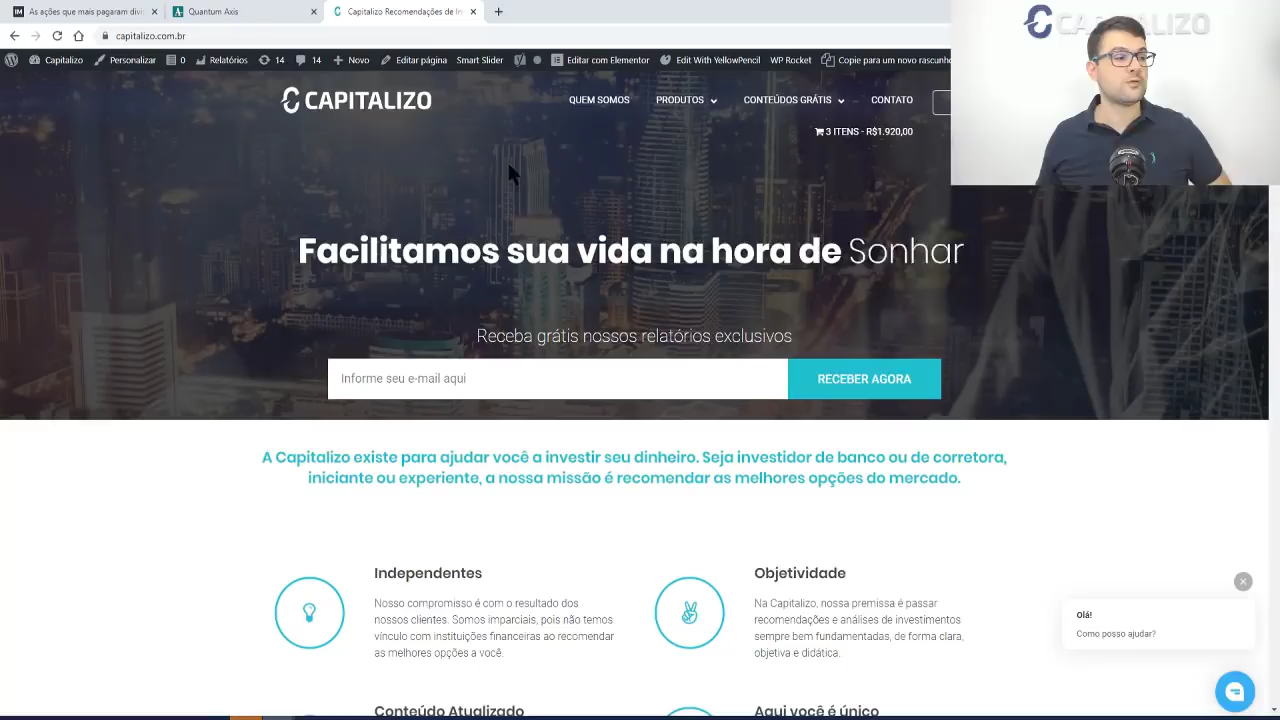 As ações que mais pagaram divi
Quantum Axis
Capitalizo Recomendações de In
capitalizo.com.br
Capitalizo
Personalizar
0
Relatórios
14
14
Novo
Editar página
Smart Slider
Editar com Elementor
Edit With YellowPencil
WP Rocket
Copie para um novo rascunho
CAPITALIZO
CAPITALIZO
QUEM SOMOS
PRODUTOS
CONTEÚDOS GRÁTIS
CONTATO
3 ITENS - R$1.920,00
Facilitamos sua vida na hora de Sonhar
Receba grátis nossos relatórios exclusivos
Informe seu e-mail aqui
RECEBER AGORA
A Capitalizo existe para ajudar você a investir seu dinheiro. Seja investidor de banco ou de corretora,
iniciante ou experiente, a nossa missão é recomendar as melhores opções do mercado.
Independentes
Nosso compromisso é com o resultado dos
nossos clientes. Somos imparciais, pois não temos
vínculo com instituições financeiras ao recomendar
as melhores opções a você.
Objetividade
Na Capitalizo, nossa premissa é passar
recomendações e análises de investimentos
sempre bem fundamentadas, de forma clara,
objetiva e didática.
Olá!
Como posso ajudar?
Conteúdo Atualizado
Aqui você é único